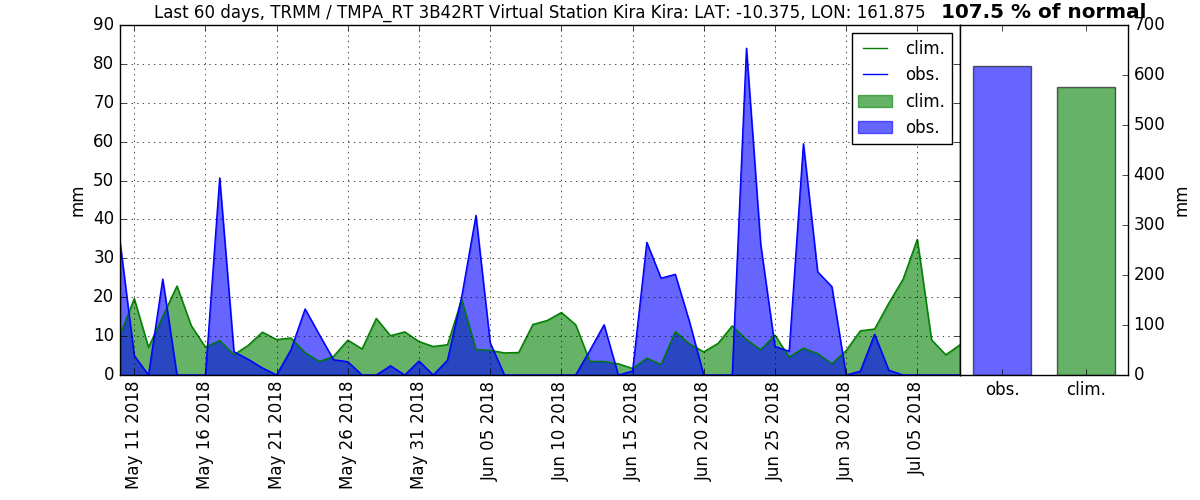 Last 60 days, TRMM / TMPA_RT 3B42RT Virtual Station Kira Kira: LAT: -10.375, LON: 161.875
107.5 % of normal
90
80
70
60
50
40
30
20
10
0
mm
clim.
obs.
clim.
obs.
May 11 2018
May 16 2018
May 21 2018
May 26 2018
May 31 2018
Jun 05 2018
Jun 10 2018
Jun 15 2018
Jun 20 2018
Jun 25 2018
Jun 30 2018
Jul 05 2018
700
600
500
400
300
200
100
0
mm
obs.
clim.